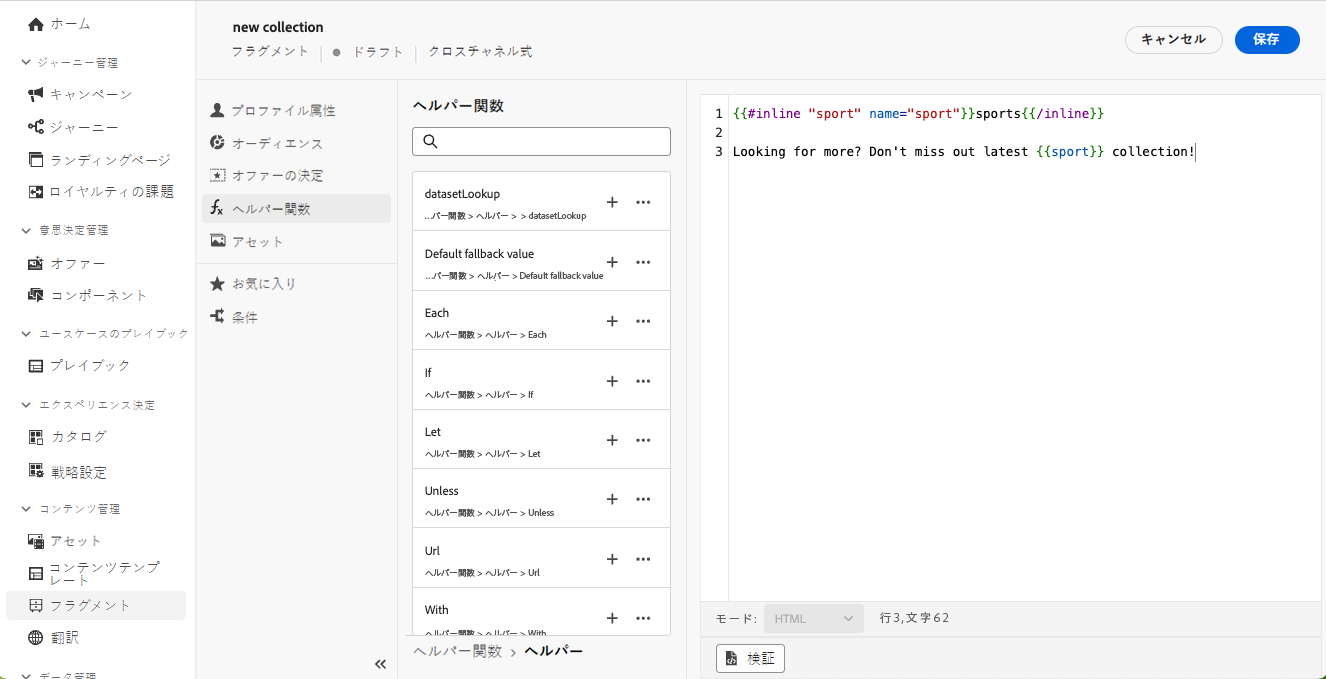 ホーム
ジャーニー管理
キャンペーン
ジャーニー
ランディングページ
ロイヤルティの課題
意思決定管理
オファー
コンポーネント
ユースケースのプレイブック
プレイブック
エクスペリエンス決定
カタログ
戦略設定
コンテンツ管理
アセット
コンテンツテンプ
レート
フラグメント
翻訳
データ管理
new collection
フラグメント
ドラフト
クロスチャネル式
キャンセル
保存
プロファイル属性
オーディエンス
オファーの決定
ヘルパー関数
アセット
お気に入り
条件
ヘルパー関数
datasetLookup
...パー関数 > ヘルパー > > datasetLookup
Default fallback value
...パー関数 > ヘルパー > Default fallback value
Each
ヘルパー関数 > ヘルパー > Each
If
ヘルパー関数 > ヘルパー > If
Let
ヘルパー関数 > ヘルパー > Let
Unless
ヘルパー関数 > ヘルパー > Unless
Url
ヘルパー関数 > ヘルパー > Url
With
ヘルパー関数 > ヘルパー > With
ヘルパー関数 > ヘルパー
1 {{#inline "sport" name="sport"}}sports{{/inline}}
2
3 Looking for more? Don't miss out latest {{sport}} collection!
モード: HTML 行3,文字62
検証